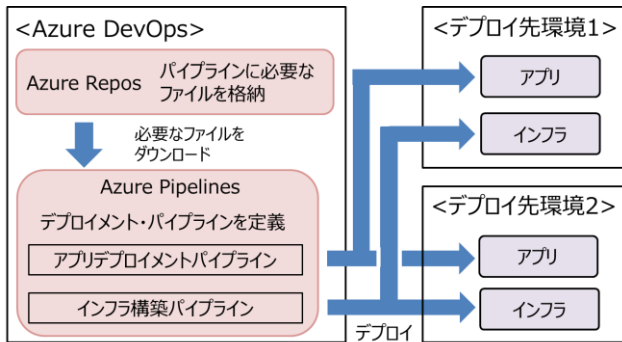 <Azure DevOps>
Azure Repos
パイプラインに必要な
ファイルを格納
必要なファイルを
ダウンロード
Azure Pipelines
デプロイメント・パイプラインを定義
アプリデプロイメントパイプライン
インフラ構築パイプライン
デプロイ
<デプロイ先環境1>
アプリ
インフラ
<デプロイ先環境2>
アプリ
インフラ